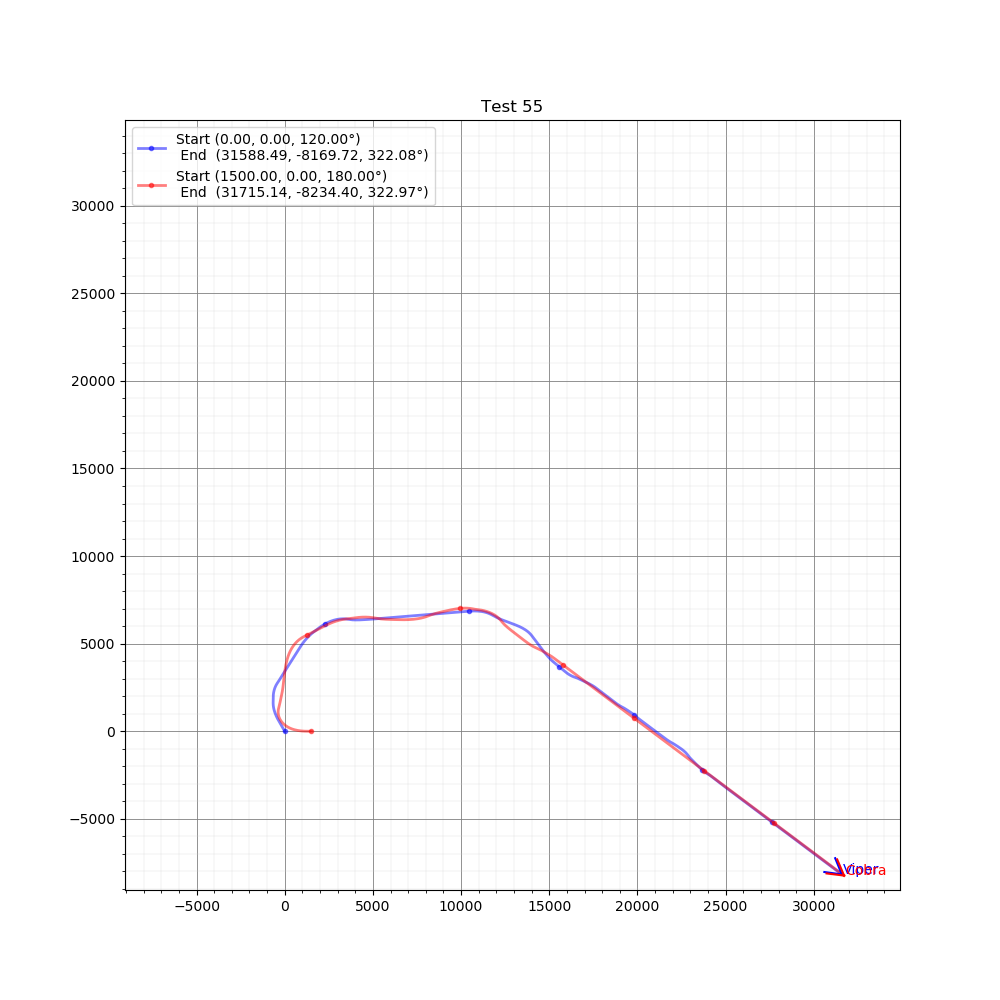 Test 55
Start (0.00, 0.00, 120.00°)
End (31588.49, -8169.72, 322.08°)
Start (1500.00, 0.00, 180.00°)
End (31715.14, -8234.40, 322.97°)
30000
25000
20000
15000
10000
5000
0
−5000
Viper
Cobra
−5000 0 5000 10000 15000 20000 25000 30000